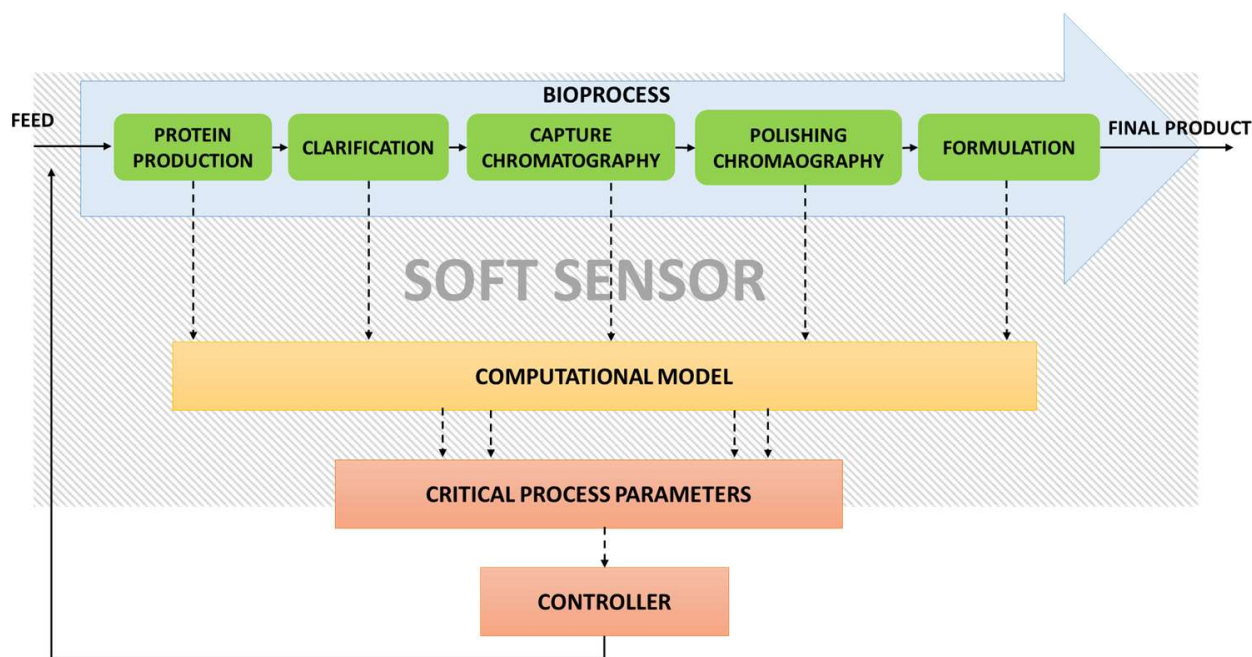 BIOPROCESS
FEED
PROTEIN
PRODUCTION
CLARIFICATION
CAPTURE
CHROMATOGRAPHY
POLISHING
CHROMAOGRAPHY
FORMULATION
FINAL PRODUCT
SOFT SENSOR
COMPUTATIONAL MODEL
CRITICAL PROCESS PARAMETERS
CONTROLLER